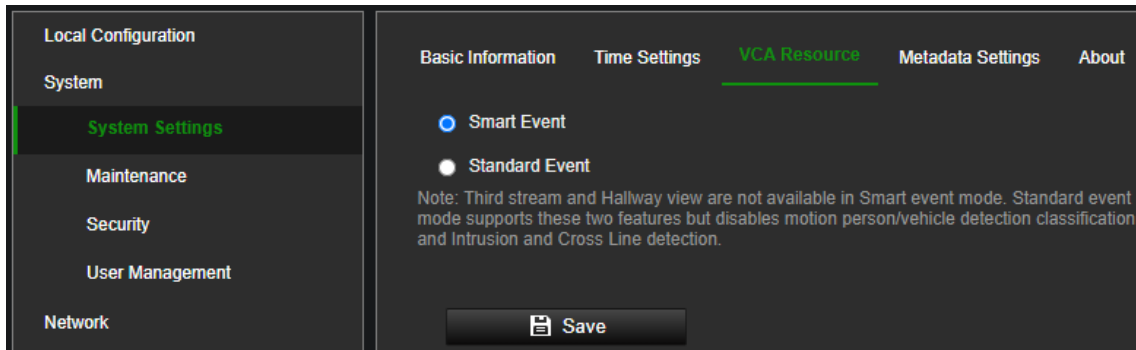 Local Configuration
System
System Settings
Maintenance
Security
User Management
Network
Basic Information Time Settings VCA Resource Metadata Settings About
Smart Event
Standard Event
Note: Third stream and Hallway view are not available in Smart event mode. Standard event
mode supports these two features but disables motion person/vehicle detection classification
and Intrusion and Cross Line detection.
Save